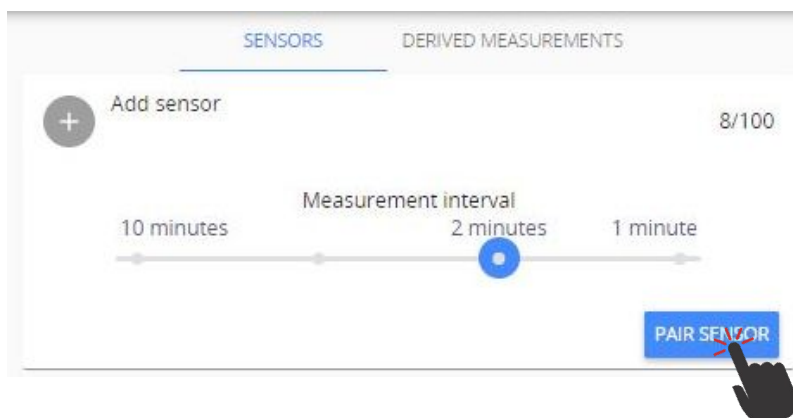 SENSORS DERIVED MEASUREMENTS
Add sensor
8/100
Measurement interval
10 minutes 2 minutes 1 minute
PAIR SENSOR